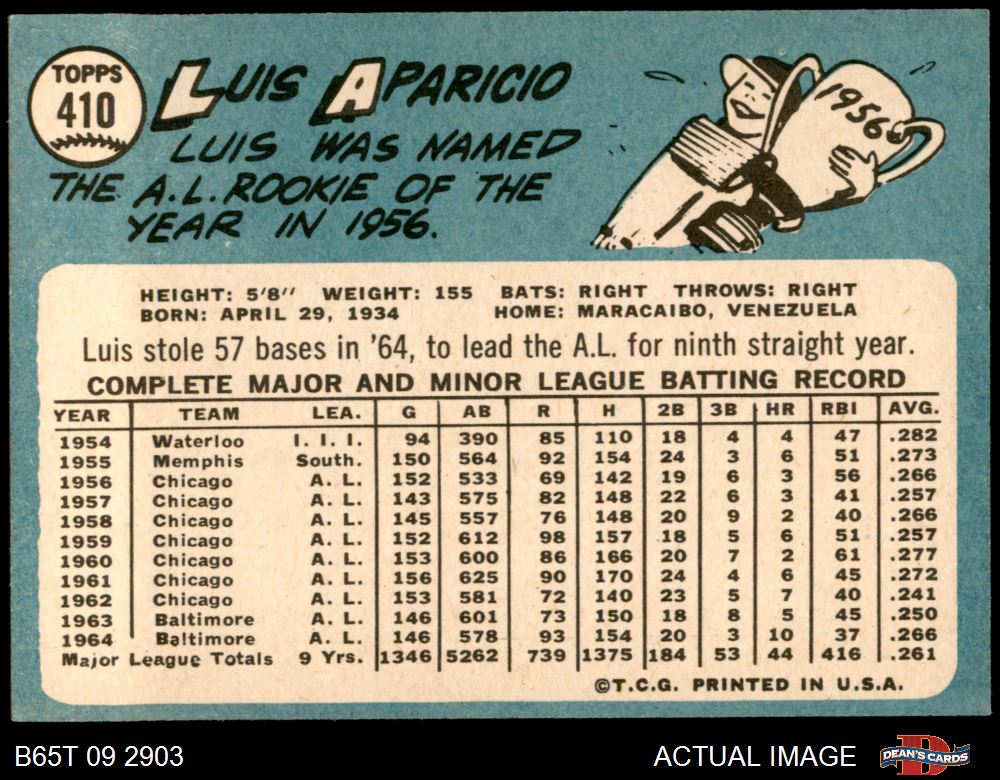 TOPPS
410
LUIS APARICIO
LUIS WAS NAMED
THE A.L. ROOKIE OF THE
YEAR IN 1956.
1956
HEIGHT: 5'8" WEIGHT: 155 BATS: RIGHT THROWS: RIGHT
BORN: APRIL 29, 1934 HOME: MARACAIBO, VENEZUELA
Luis stole 57 bases in '64, to lead the A.L. for ninth straight year.
COMPLETE MAJOR AND MINOR LEAGUE BATTING RECORD
YEAR TEAM LEA. G AB R H 2B 3B HR RBI AVG.
1954 Waterloo I. I. I. 94 390 85 110 18 4 4 47 .282
1955 Memphis South. 150 564 92 154 24 3 6 51 .273
1956 Chicago A. L. 152 533 69 142 19 6 3 56 .266
1957 Chicago A. L. 143 575 82 148 22 6 3 41 .257
1958 Chicago A. L. 145 557 76 148 20 9 2 40 .266
1959 Chicago A. L. 152 612 98 157 18 5 6 51 .257
1960 Chicago A. L. 153 600 86 166 20 7 2 61 .277
1961 Chicago A. L. 156 625 90 170 24 4 6 45 .272
1962 Chicago A. L. 153 581 72 140 23 5 7 40 .241
1963 Baltimore A. L. 146 601 73 150 18 8 5 45 .250
1964 Baltimore A. L. 146 578 93 154 20 3 10 37 .266
Major League Totals 9 Yrs. 1346 5262 739 1375 184 53 44 416 .261
©T.C.G. PRINTED IN U.S.A.
B65T 09 2903 ACTUAL IMAGE
D
DEAN'S CARDS